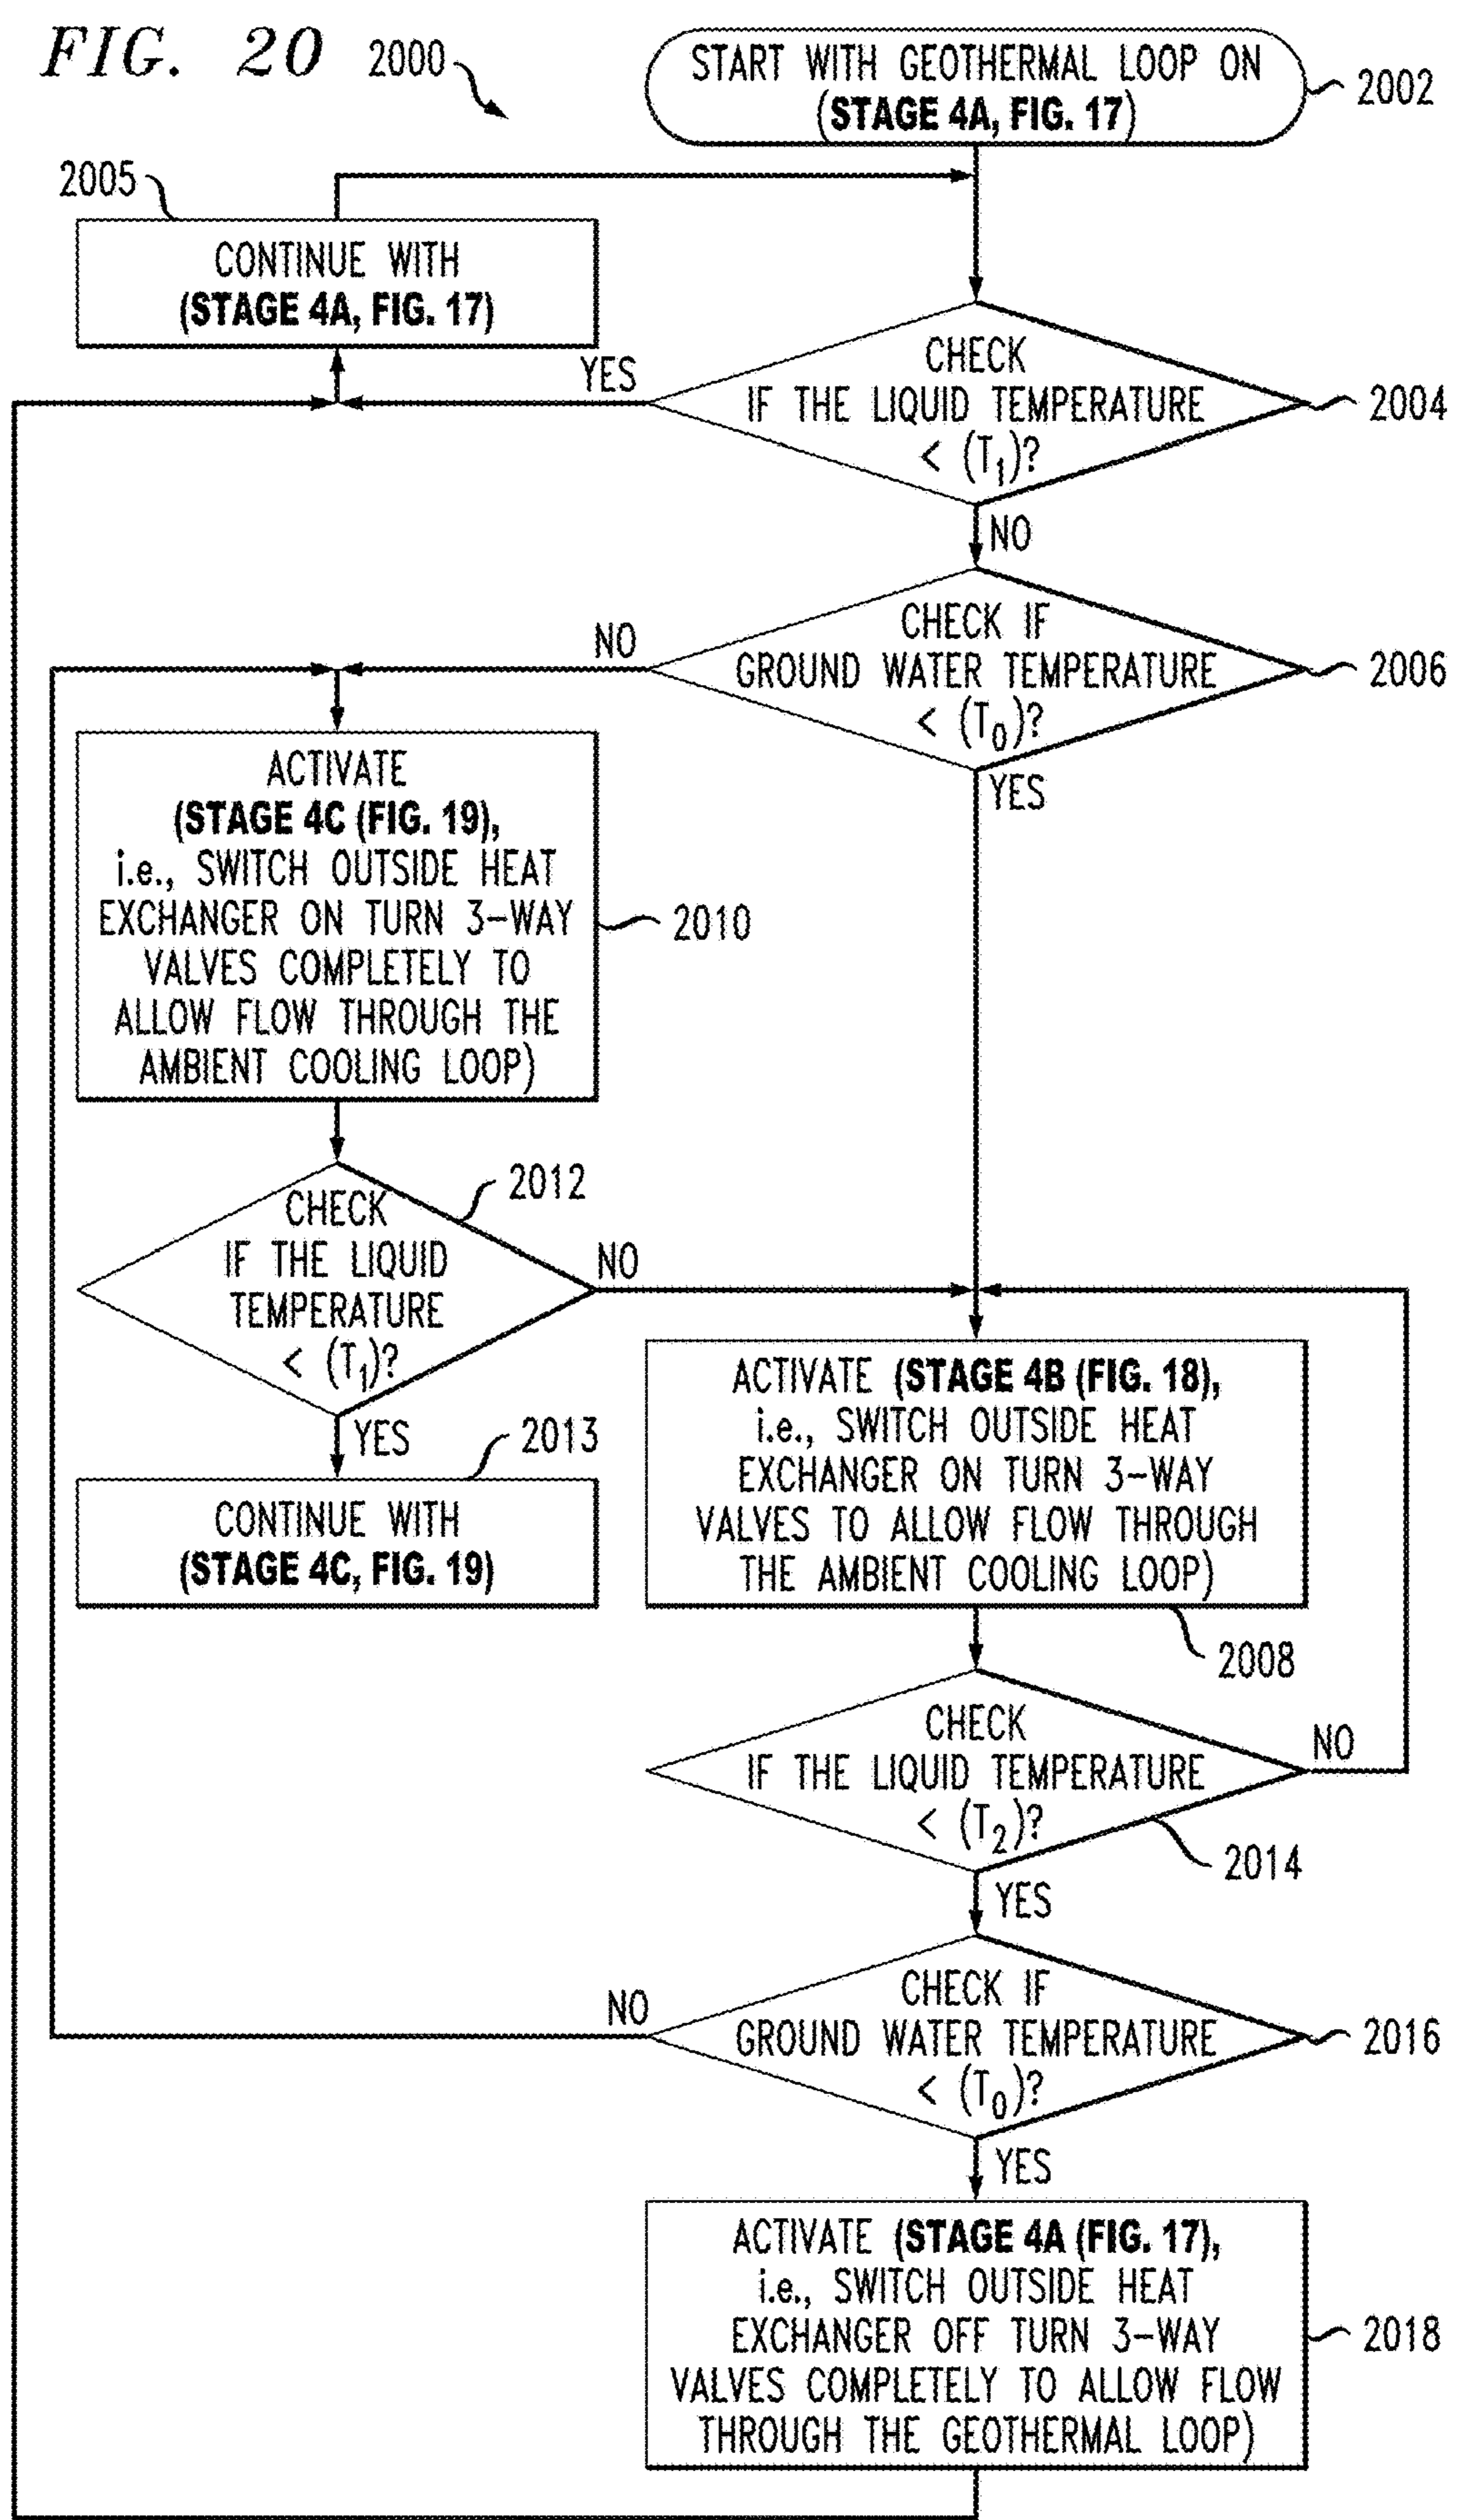 FIG. 20
2000
START WITH GEOTHERMAL LOOP ON
(STAGE 4A, FIG. 17)
2002
2005
CONTINUE WITH
(STAGE 4A, FIG. 17)
YES
CHECK
IF THE LIQUID TEMPERATURE
< (T1)?
2004
NO
CHECK IF
GROUND WATER TEMPERATURE
< (T0)?
2006
NO
YES
ACTIVATE
(STAGE 4C (FIG. 19),
i.e., SWITCH OUTSIDE HEAT
EXCHANGER ON TURN 3-WAY
VALVES COMPLETELY TO
ALLOW FLOW THROUGH THE
AMBIENT COOLING LOOP)
2010
CHECK
IF THE LIQUID
TEMPERATURE
< (T1)?
2012
NO
YES
2013
CONTINUE WITH
(STAGE 4C, FIG. 19)
ACTIVATE (STAGE 4B (FIG. 18),
i.e., SWITCH OUTSIDE HEAT
EXCHANGER ON TURN 3-WAY
VALVES TO ALLOW FLOW THROUGH
THE AMBIENT COOLING LOOP)
2008
CHECK
IF THE LIQUID TEMPERATURE
< (T2)?
NO
2014
YES
CHECK IF
GROUND WATER TEMPERATURE
< (T0)?
NO
2016
YES
ACTIVATE (STAGE 4A (FIG. 17),
i.e., SWITCH OUTSIDE HEAT
EXCHANGER OFF TURN 3-WAY
VALVES COMPLETELY TO ALLOW FLOW
THROUGH THE GEOTHERMAL LOOP)
2018